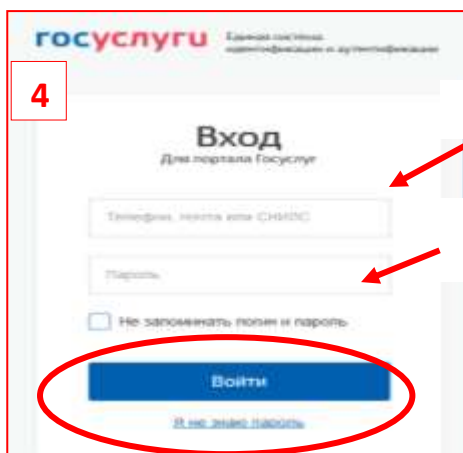 госуслуги
Единая система
идентификации и аутентификации
4
Вход
Для портала Госуслуг
Телефон, почта или СНИЛС
Пароль
Не запоминать логин и пароль
Войти
Я не знаю пароль